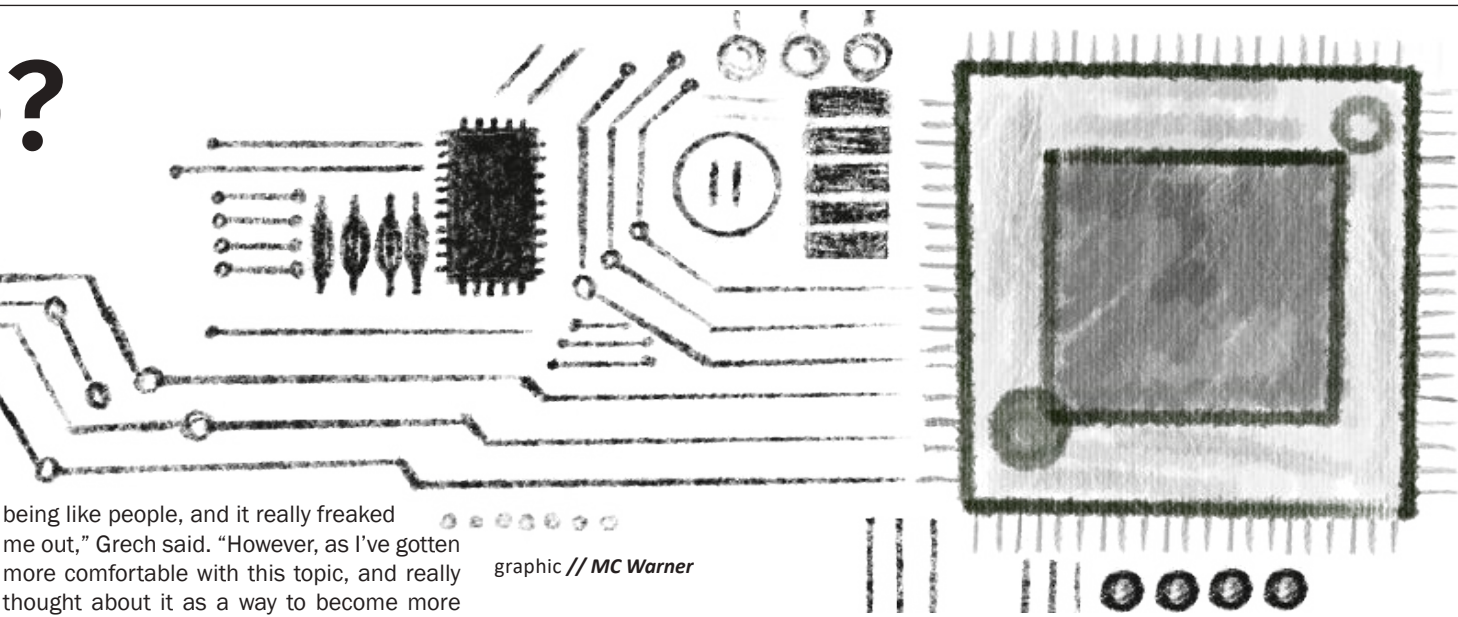 ?
being like people, and it really freaked
me out,” Grech said. “However, as I’ve gotten
more comfortable with this topic, and really
thought about it as a way to become more
graphic // MC Warner